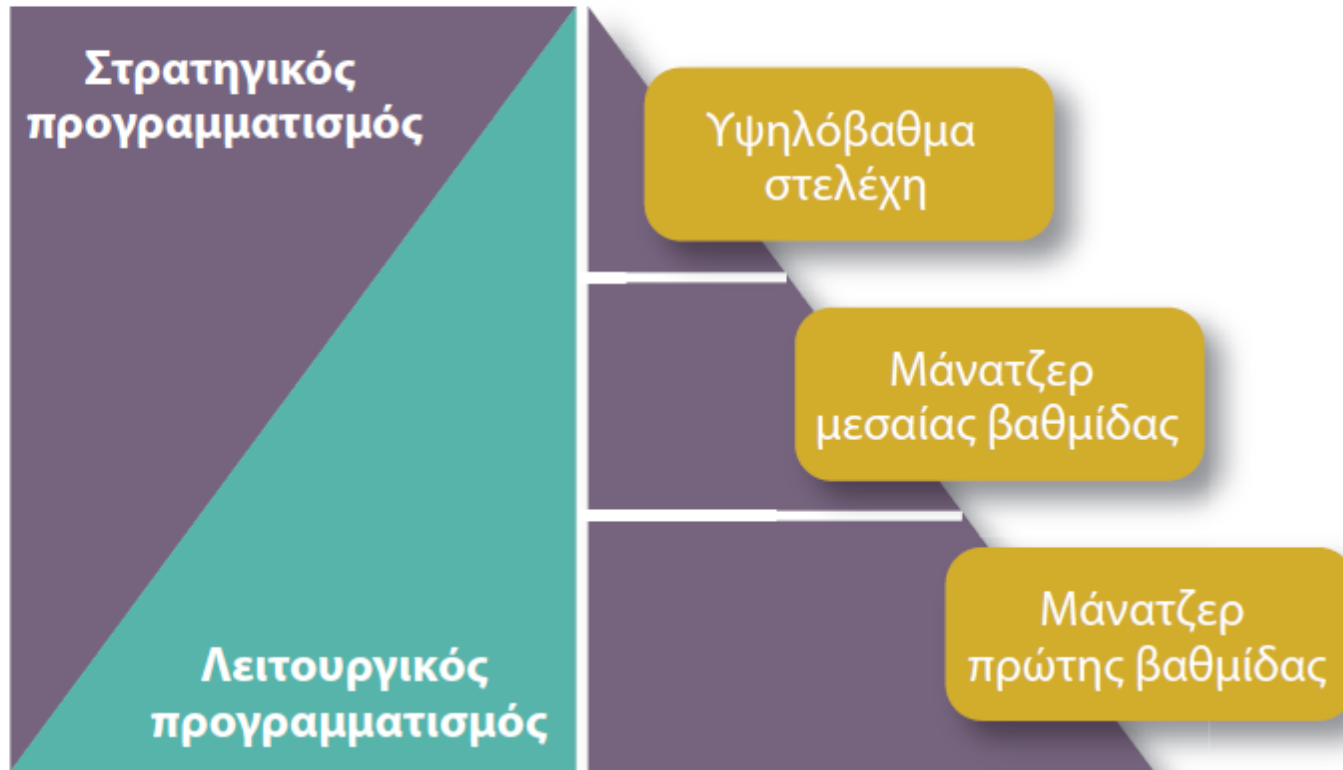 Στρατηγικός
προγραμματισμός
Υψηλόβαθμα
στελέχη
Μάνατζερ
μεσαίας βαθμίδας
Λειτουργικός
προγραμματισμός
Μάνατζερ
πρώτης βαθμίδας